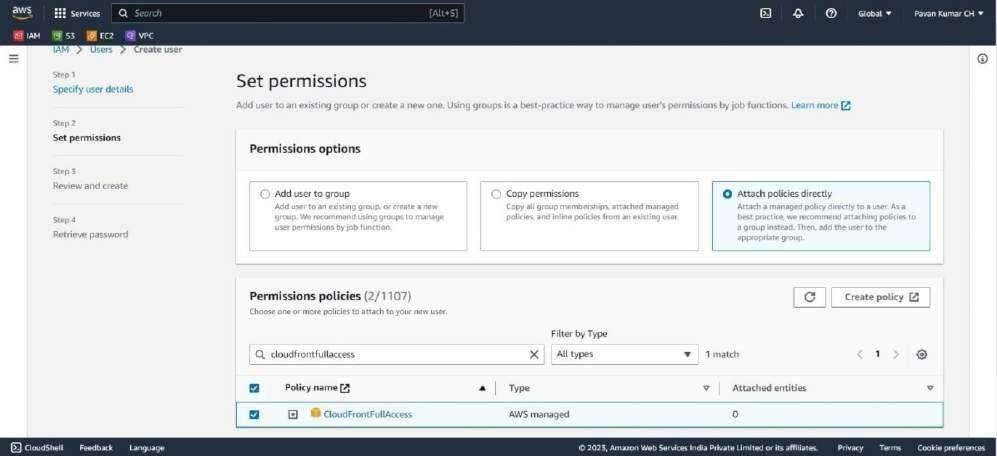 aws
Services
Search
[Alt+S]
Global
Pavan Kumar CH
IAM
S3
EC2
VPC
IAM > Users > Create user
Step 1
Specify user details
Step 2
Set permissions
Step 3
Review and create
Step 4
Retrieve password
Set permissions
Add user to an existing group or create a new one. Using groups is a best-practice way to manage user's permissions by job functions. Learn more
Permissions options
Add user to group
Add user to an existing group, or create a new
group. We recommend using groups to manage
user permissions by job function.
Copy permissions
Copy all group memberships, attached managed
policies, and inline policies from an existing user.
Attach policies directly
Attach a managed policy directly to a user. As a
best practice, we recommend attaching policies to
a group instead. Then, add the user to the
appropriate group.
Permissions policies (2/1107)
Choose one or more policies to attach to your new user.
Create policy
Filter by Type
cloudfrontfullaccess
All types
1 match
< 1 >
Policy name
Type
Attached entities
CloudFrontFullAccess
AWS managed
0
CloudShell
Feedback
Language
© 2023, Amazon Web Services India Private Limited or its affiliates.
Privacy
Terms
Cookie preferences